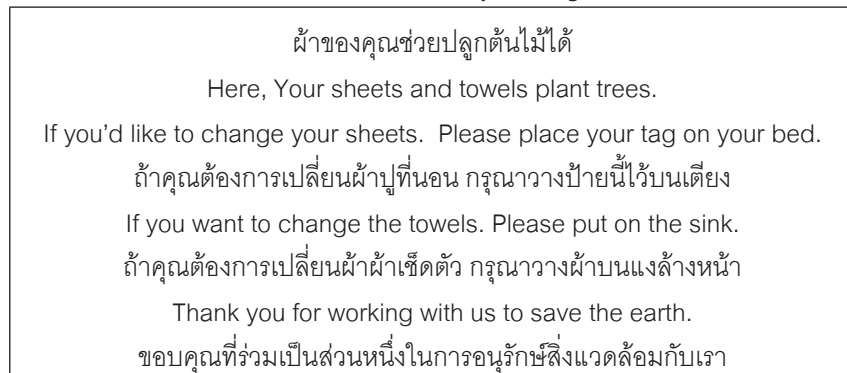 ผ้าของคุณช่วยปลูกต้นไม้ได้
Here, Your sheets and towels plant trees.
If you’d like to change your sheets.  Please place your tag on your bed.
ถ้าคุณต้องการเปลี่ยนผ้าปูที่นอน กรุณาวางป้ายนี้ไว้บนเตียง
If you want to change the towels. Please put on the sink.
ถ้าคุณต้องการเปลี่ยนผ้าผ้าเช็ดตัว กรุณาวางผ้าบนแงล้างหน้า
Thank you for working with us to save the earth.
ขอบคุณที่ร่วมเป็นส่วนหนึ่งในการอนุรักษ์สิ่งแวดล้อมกับเรา